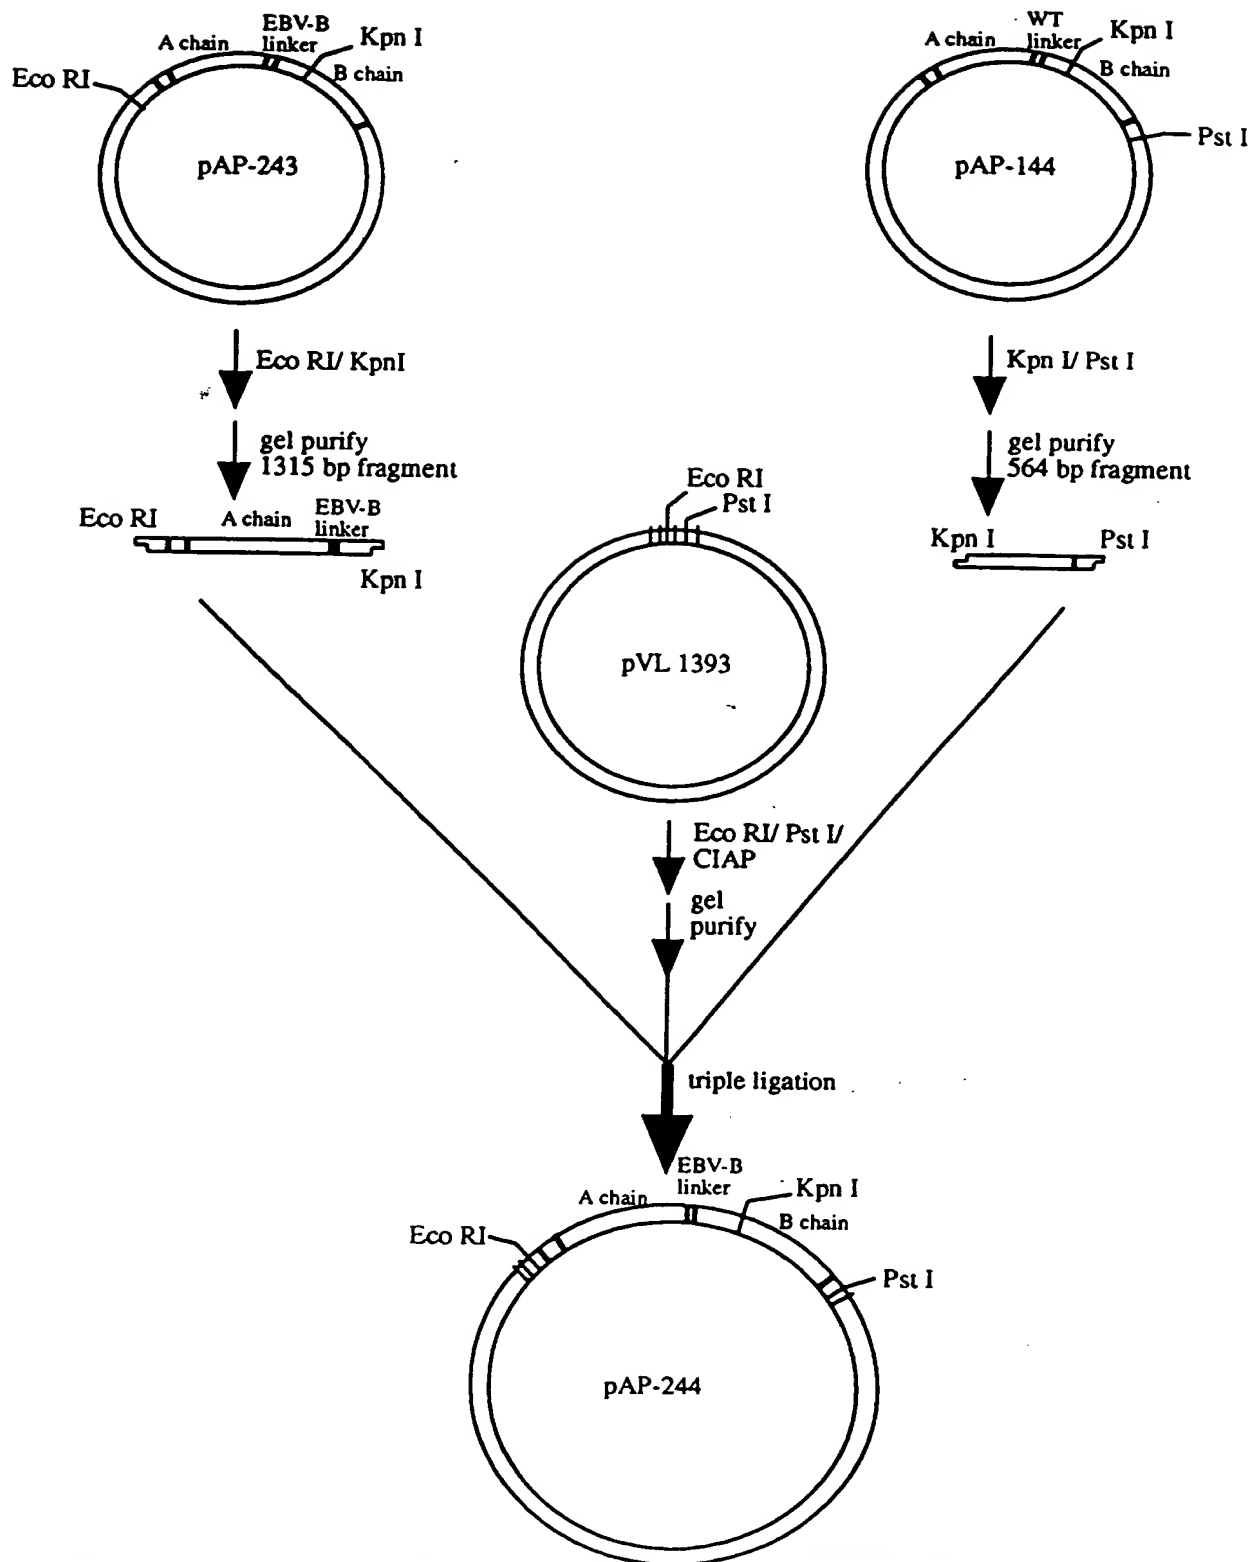 A chain
EBV-B
linker
Kpn I
B chain
Eco RI
pAP-243
A chain
WT
linker
Kpn I
B chain
Pst I
pAP-144
Eco RI/ KpnI
gel purify
1315 bp fragment
Kpn I/ Pst I
gel purify
564 bp fragment
Eco RI
A chain
EBV-B
linker
Kpn I
Kpn I
Pst I
Eco RI
Pst I
pVL 1393
Eco RI/ Pst I/
CIAP
gel
purify
triple ligation
A chain
EBV-B
linker
Kpn I
B chain
Eco RI
Pst I
pAP-244